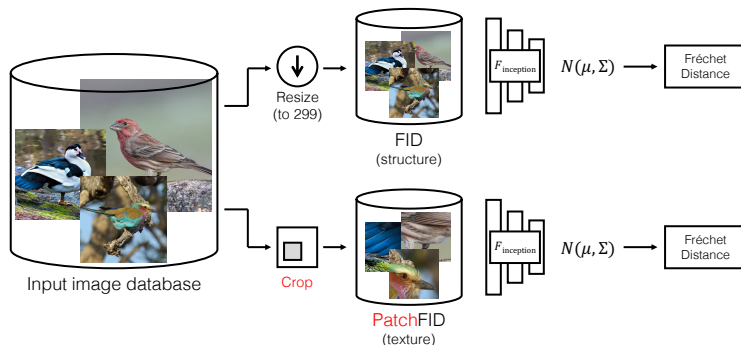 Resize
(to 299)
FID
(structure)
F_inception
N(μ, Σ)
Fréchet
Distance
Input image database
Crop
PatchFID
(texture)
F_inception
N(μ, Σ)
Fréchet
Distance